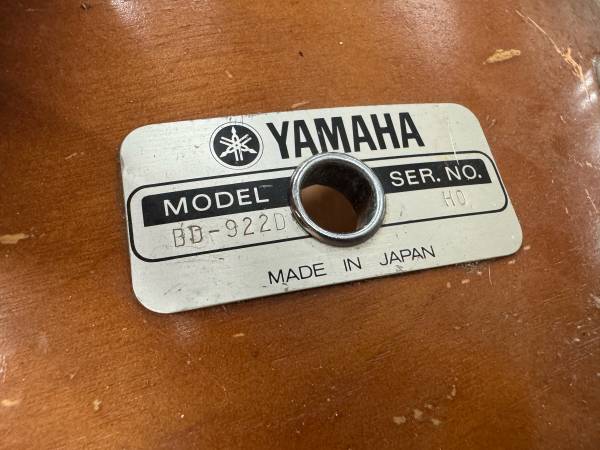 YAMAHA
MODEL SER. NO.
BD-922D HO
MADE IN JAPAN